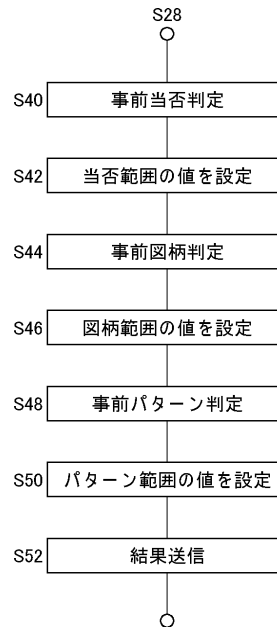 S28
S40 事前当否判定
S42 当否範囲の値を設定
S44 事前図柄判定
S46 図柄範囲の値を設定
S48 事前パターン判定
S50 パターン範囲の値を設定
S52 結果送信